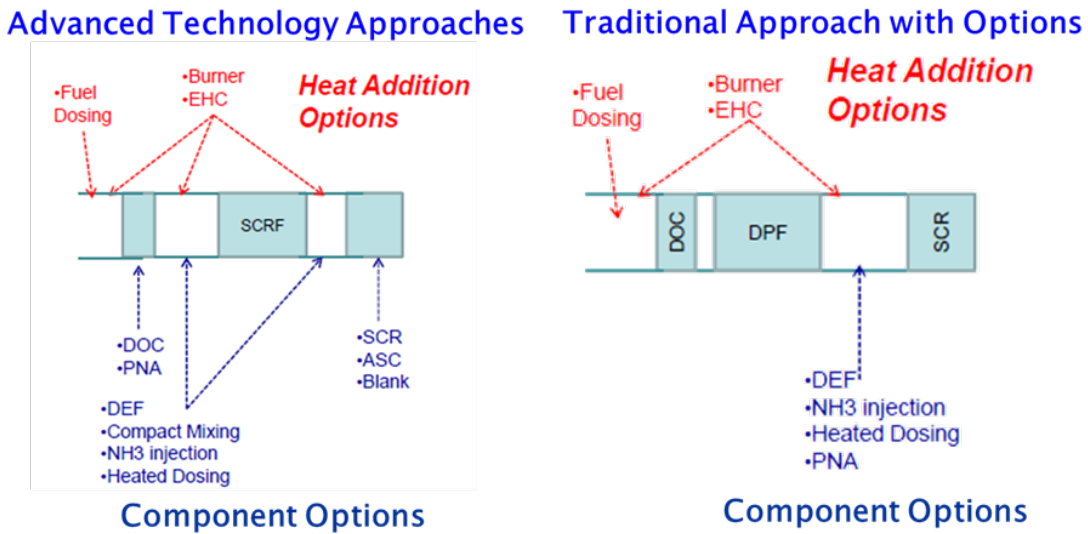 Advanced Technology Approaches
•Fuel
Dosing
•Burner
•EHC
Heat Addition
Options
SCRF
•DOC
•PNA
•SCR
•ASC
•Blank
•DEF
•Compact Mixing
•NH3 injection
•Heated Dosing
Component Options
Traditional Approach with Options
•Fuel
Dosing
•Burner
•EHC
Heat Addition
Options
DOC
DPF
SCR
•DEF
•NH3 injection
•Heated Dosing
•PNA
Component Options